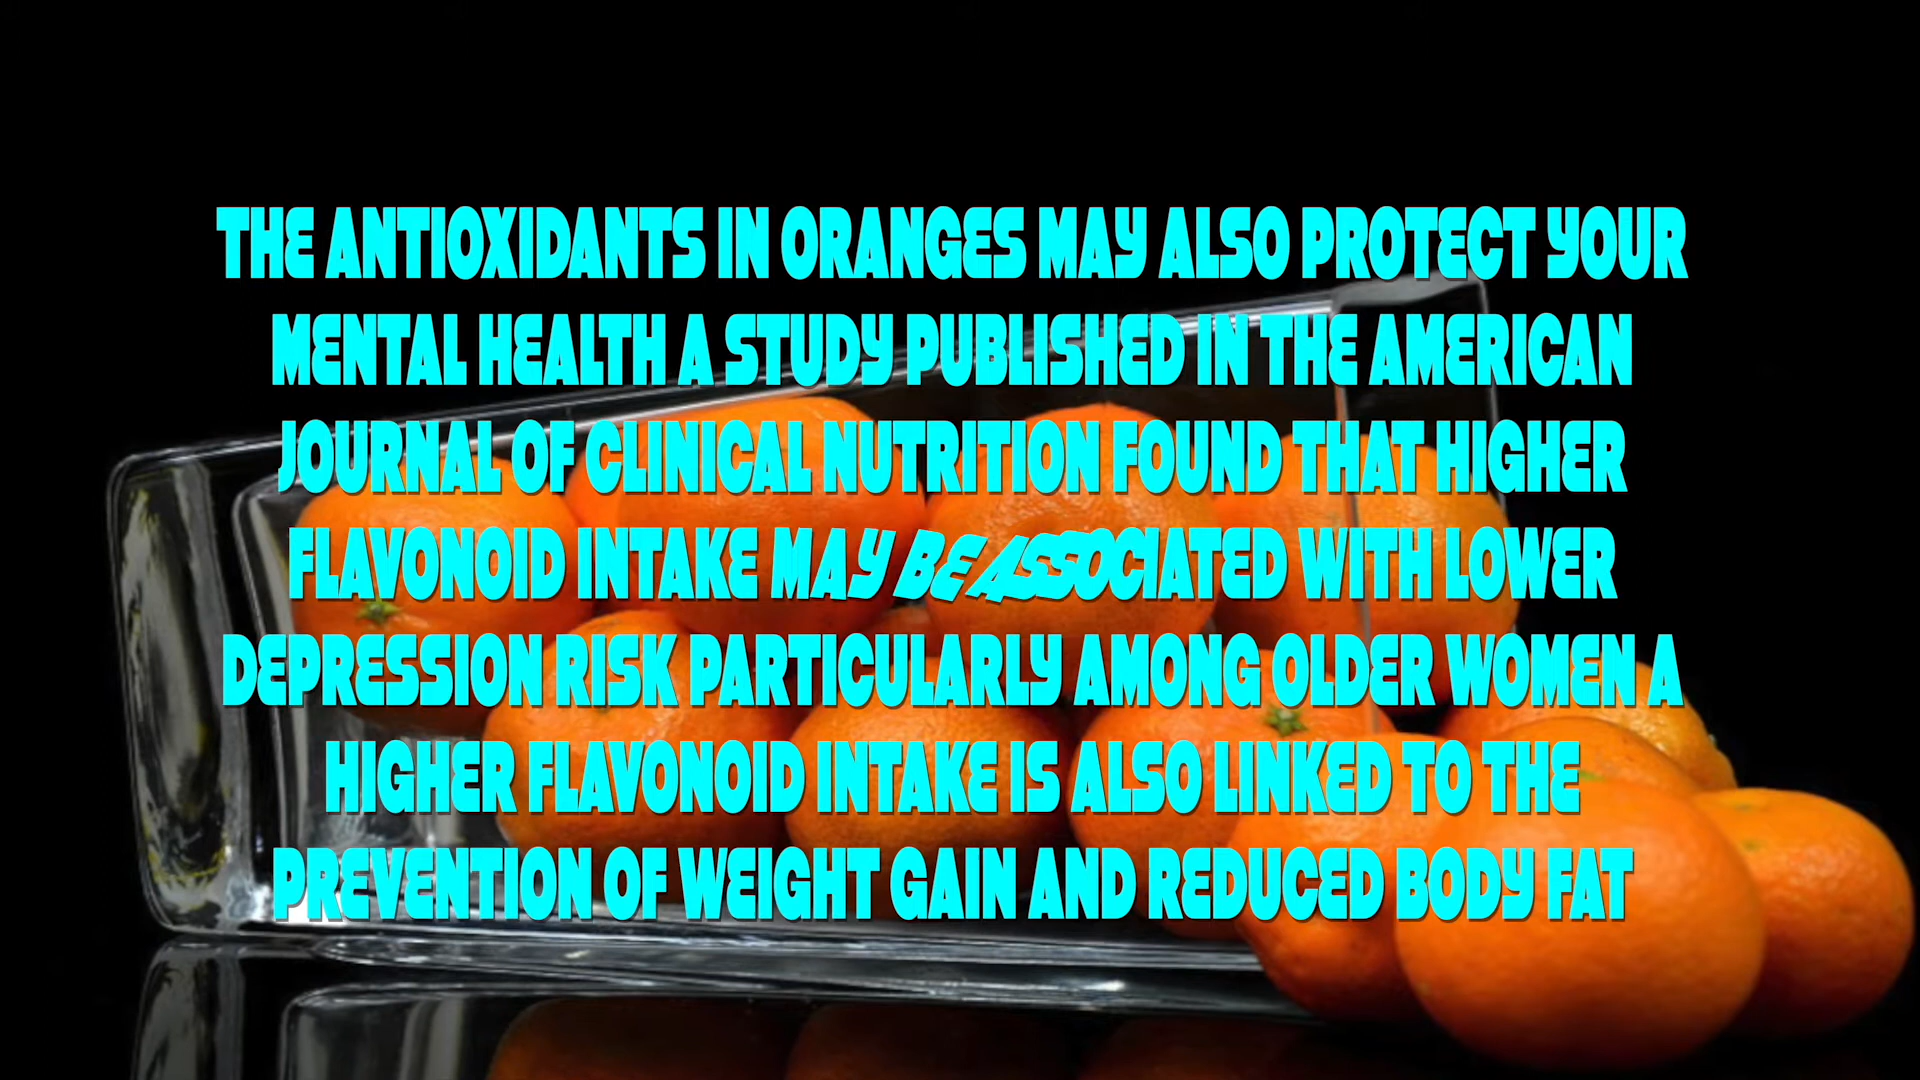 THE ANTIOXIDANTS IN ORANGES MAY ALSO PROTECT YOUR
MENTAL HEALTH A STUDY PUBLISHED IN THE AMERICAN
JOURNAL OF CLINICAL NUTRITION FOUND THAT HIGHER
FLAVONOID INTAKE MAY BE ASSOCIATED WITH LOWER
DEPRESSION RISK PARTICULARLY AMONG OLDER WOMEN A
HIGHER FLAVONOID INTAKE IS ALSO LINKED TO THE
PREVENTION OF WEIGHT GAIN AND REDUCED BODY FAT